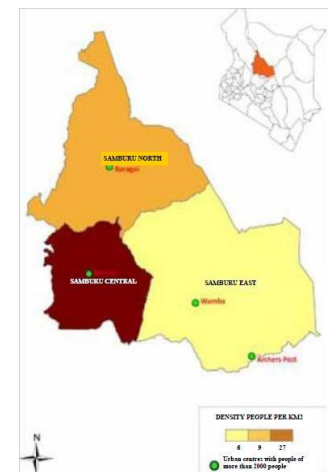 SAMBURU NORTH
Baragoi
SAMBURU CENTRAL
SAMBURU EAST
Wamba
Archers Post
DENSITY PEOPLE PER KM2
6 9 27
N
Urban centres with people of
more than 2000 people